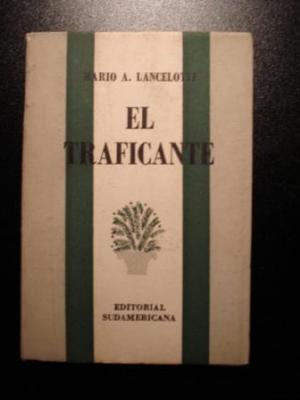 MARIO A. LANCELOTTI
EL
TRAFICANTE
EDITORIAL
SUDAMERICANA